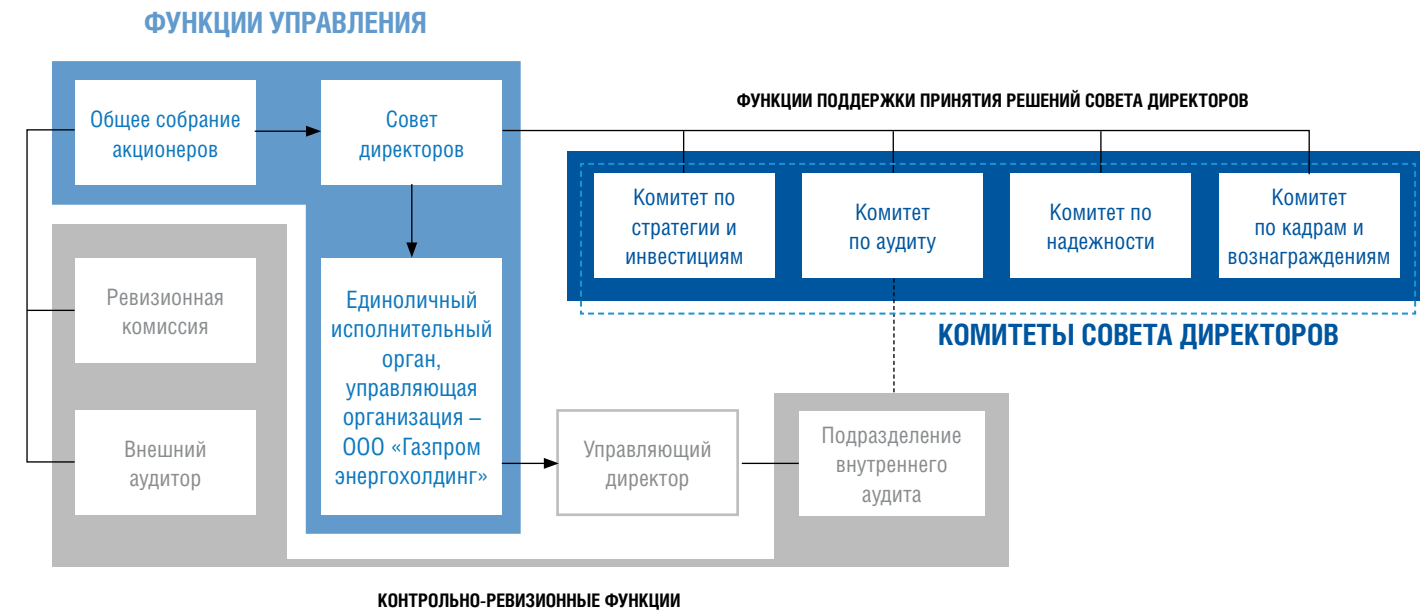 ФУНКЦИИ УПРАВЛЕНИЯ
Общее собрание
акционеров
Совет
директоров
ФУНКЦИИ ПОДДЕРЖКИ ПРИНЯТИЯ РЕШЕНИЙ СОВЕТА ДИРЕКТОРОВ
Комитет по
стратегии и
инвестициям
Комитет
по аудиту
Комитет по
надежности
Комитет
по кадрам и
вознаграждениям
КОМИТЕТЫ СОВЕТА ДИРЕКТОРОВ
Ревизионная
комиссия
Единоличный
исполнительный
орган,
управляющая
организация –
ООО «Газпром
энергохолдинг»
Внешний
аудитор
Управляющий
директор
Подразделение
внутреннего
аудита
КОНТРОЛЬНО-РЕВИЗИОННЫЕ ФУНКЦИИ